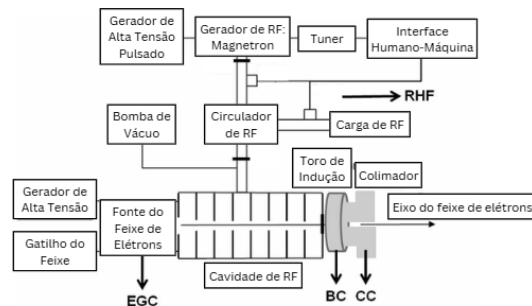 Gerador de
Alta Tensão
Pulsado
Gerador de RF:
Magnetron
Tuner
Interface
Humano-Máquina
RHF
Bomba de
Vácuo
Circulador
de RF
Carga de RF
Toro de
Indução
Colimador
Gerador de
Alta Tensão
Fonte do
Feixe de
Elétrons
Gatilho do
Feixe
Eixo do feixe de elétrons
Cavidade de RF
EGC
BC
CC